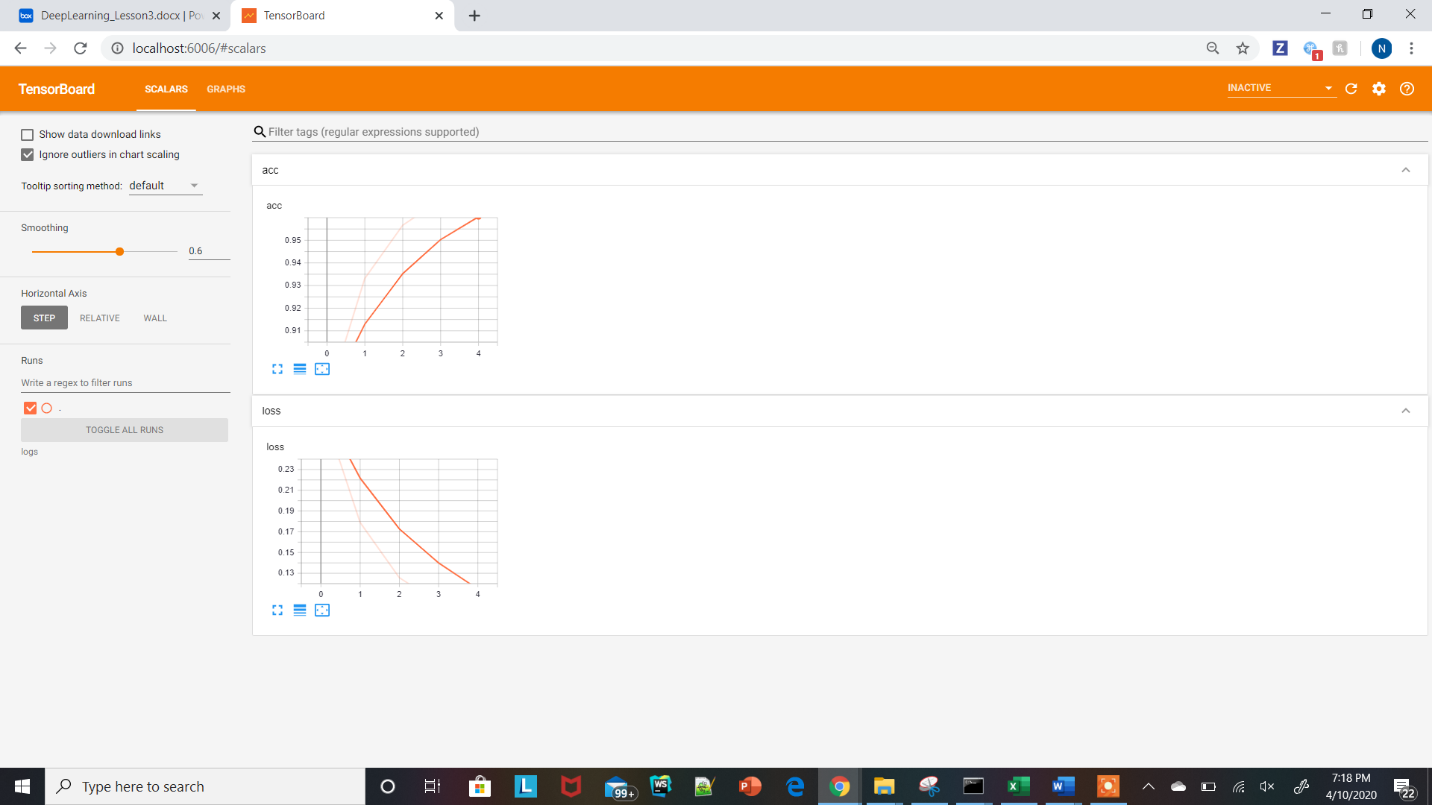 box DeepLearning_Lesson3.docx | Po
TensorBoard
localhost:6006/#scalars
Z
1
N
TensorBoard
SCALARS
GRAPHS
INACTIVE
Show data download links
Ignore outliers in chart scaling
Tooltip sorting method: default
Smoothing
0.6
Horizontal Axis
STEP RELATIVE WALL
Runs
Write a regex to filter runs
.
TOGGLE ALL RUNS
logs
Filter tags (regular expressions supported)
acc
acc
0.95
0.94
0.93
0.92
0.91
0 1 2 3 4
loss
loss
0.23
0.21
0.19
0.17
0.15
0.13
0 1 2 3 4
Type here to search
L
99+
WS
P
X
W
7:18 PM
4/10/2020
22